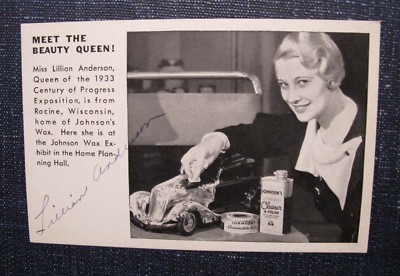 MEET THE
BEAUTY QUEEN!
Miss Lillian Anderson,
Queen of the 1933
Century of Progress
Exposition, is from
Racine, Wisconsin,
home of Johnson's
Wax. Here she is at
the Johnson Wax Ex-
hibit in the Home Plan-
ning Hall.
Lillian Anderson
JOHNSON'S
Cleaner